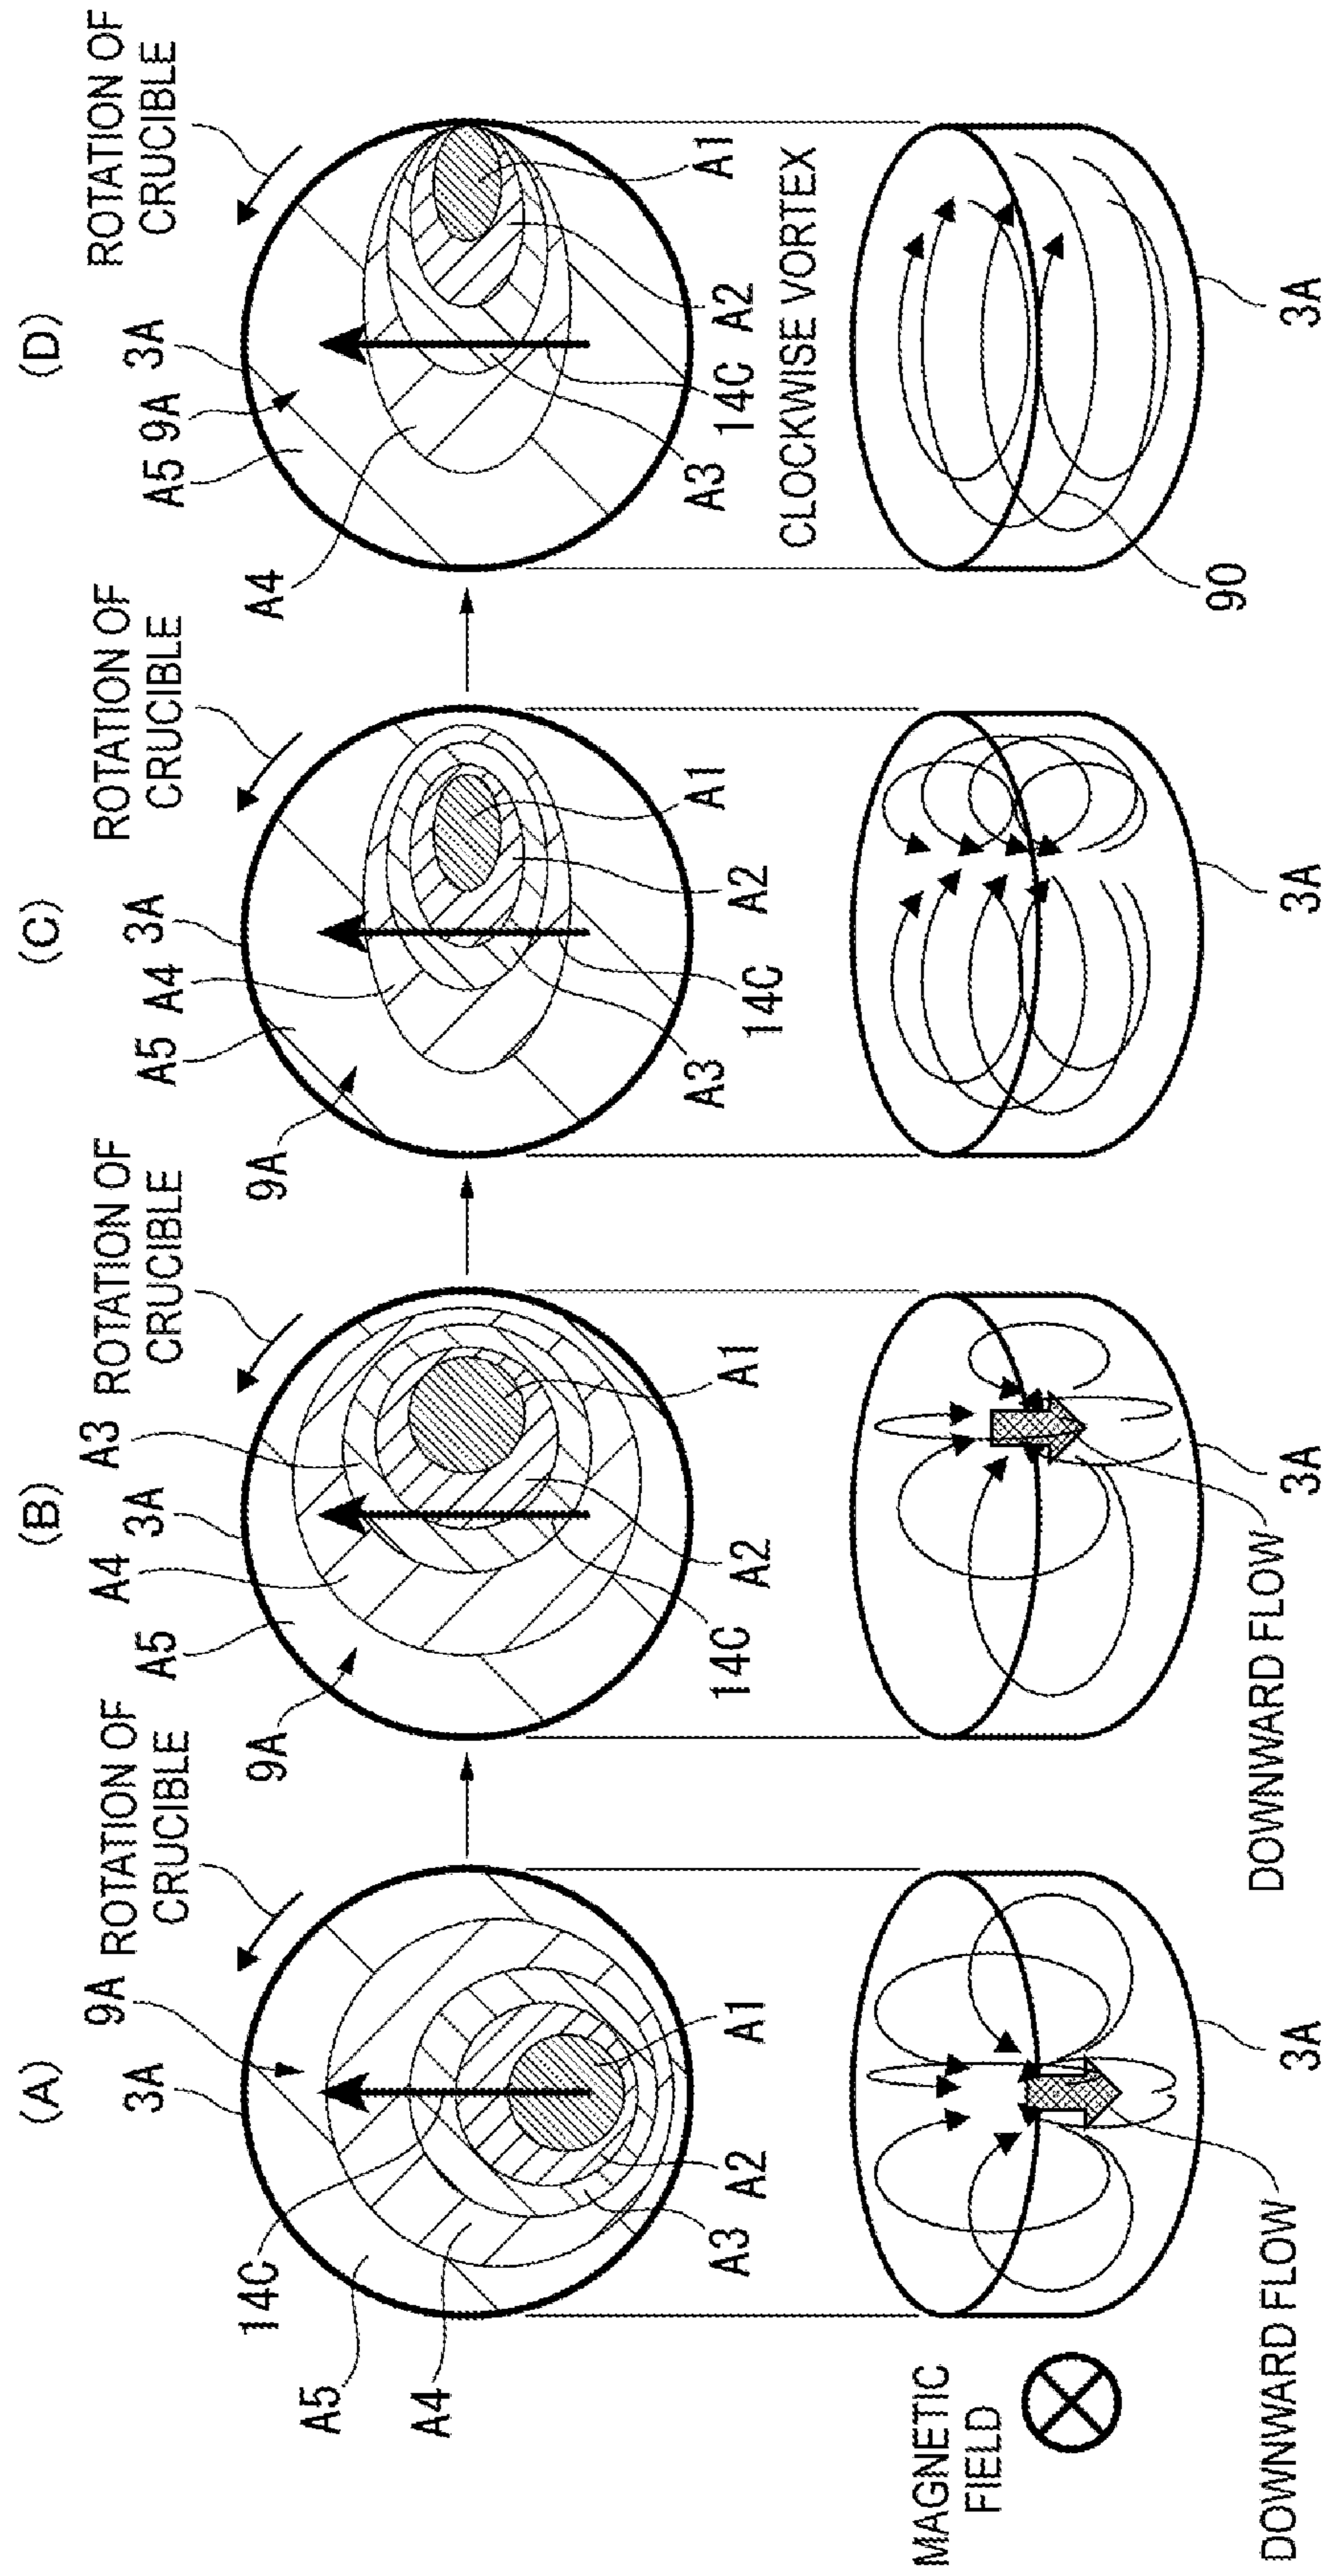 (A)
(B)
(C)
(D)
9A
ROTATION OF
CRUCIBLE
3A
14C
A5
A4
A3
A2
A1
A3
ROTATION OF
CRUCIBLE
3A
A4
A5
9A
14C
A2
A1
ROTATION OF
CRUCIBLE
3A
A4
A5
9A
A3
14C
A2
A1
ROTATION OF
CRUCIBLE
3A
9A
A5
A4
A3
14C
A2
A1
CLOCKWISE VORTEX
MAGNETIC
FIELD
DOWNWARD FLOW
3A
DOWNWARD FLOW
3A
3A
90
3A